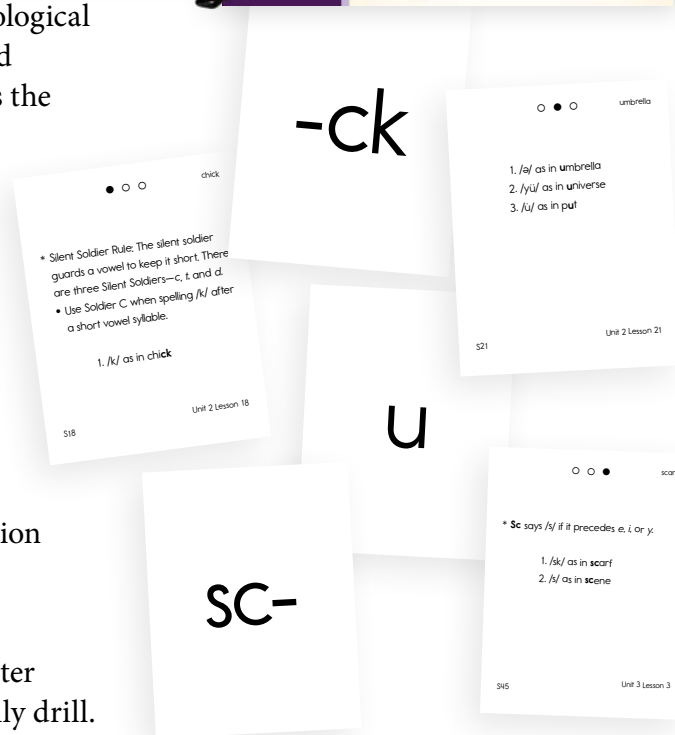 ological
d
s the
-ck
umbrella
1. /ə/ as in umbrella
2. /yü/ as in universe
3. /u̇/ as in put
S21
Unit 2 Lesson 21
chick
* Silent Soldier Rule: The silent soldier
guards a vowel to keep it short. There
are three Silent Soldiers—c, t, and d.
• Use Soldier C when spelling /k/ after
a short vowel syllable.
1. /k/ as in chick
S18
Unit 2 Lesson 18
u
scar
* Sc says /s/ if it precedes e, i, or y.
1. /sk/ as in scarf
2. /s/ as in scene
S45
Unit 3 Lesson 3
sc-
ion
ter
ly drill.